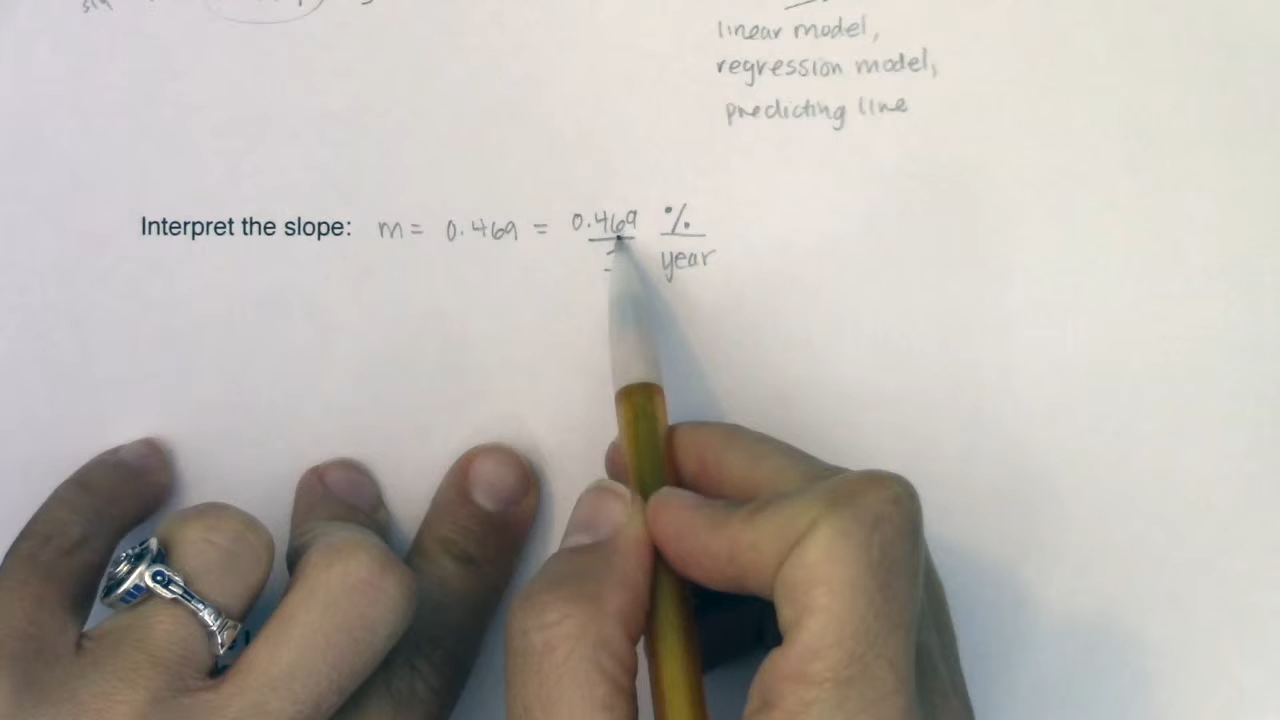 linear model,
regression model,
predicting line
Interpret the slope: m = 0.469 = 0.469 %
year